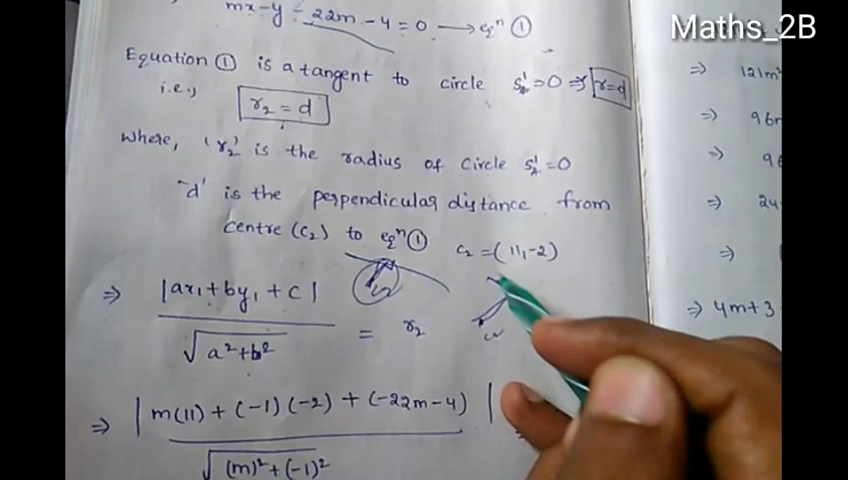 Maths_2B
mx-y-22m-4=0 → eqn ①
Equation ① is a tangent to circle S'=0 ⇒ r=d
i.e., r₂=d
where, 'r₂' is the radius of circle S'=0
'd' is the perpendicular distance from
centre (C₂) to eqn ① C₂=(11,-2)
⇒ |ax₁+by₁+c| / √a²+b² = r₂
⇒ |m(11)+(-1)(-2)+(-22m-4)| / √(m)²+(-1)²
⇒ 121m²
⇒ 96m
⇒ 96
⇒ 24
⇒
⇒ 4m+3